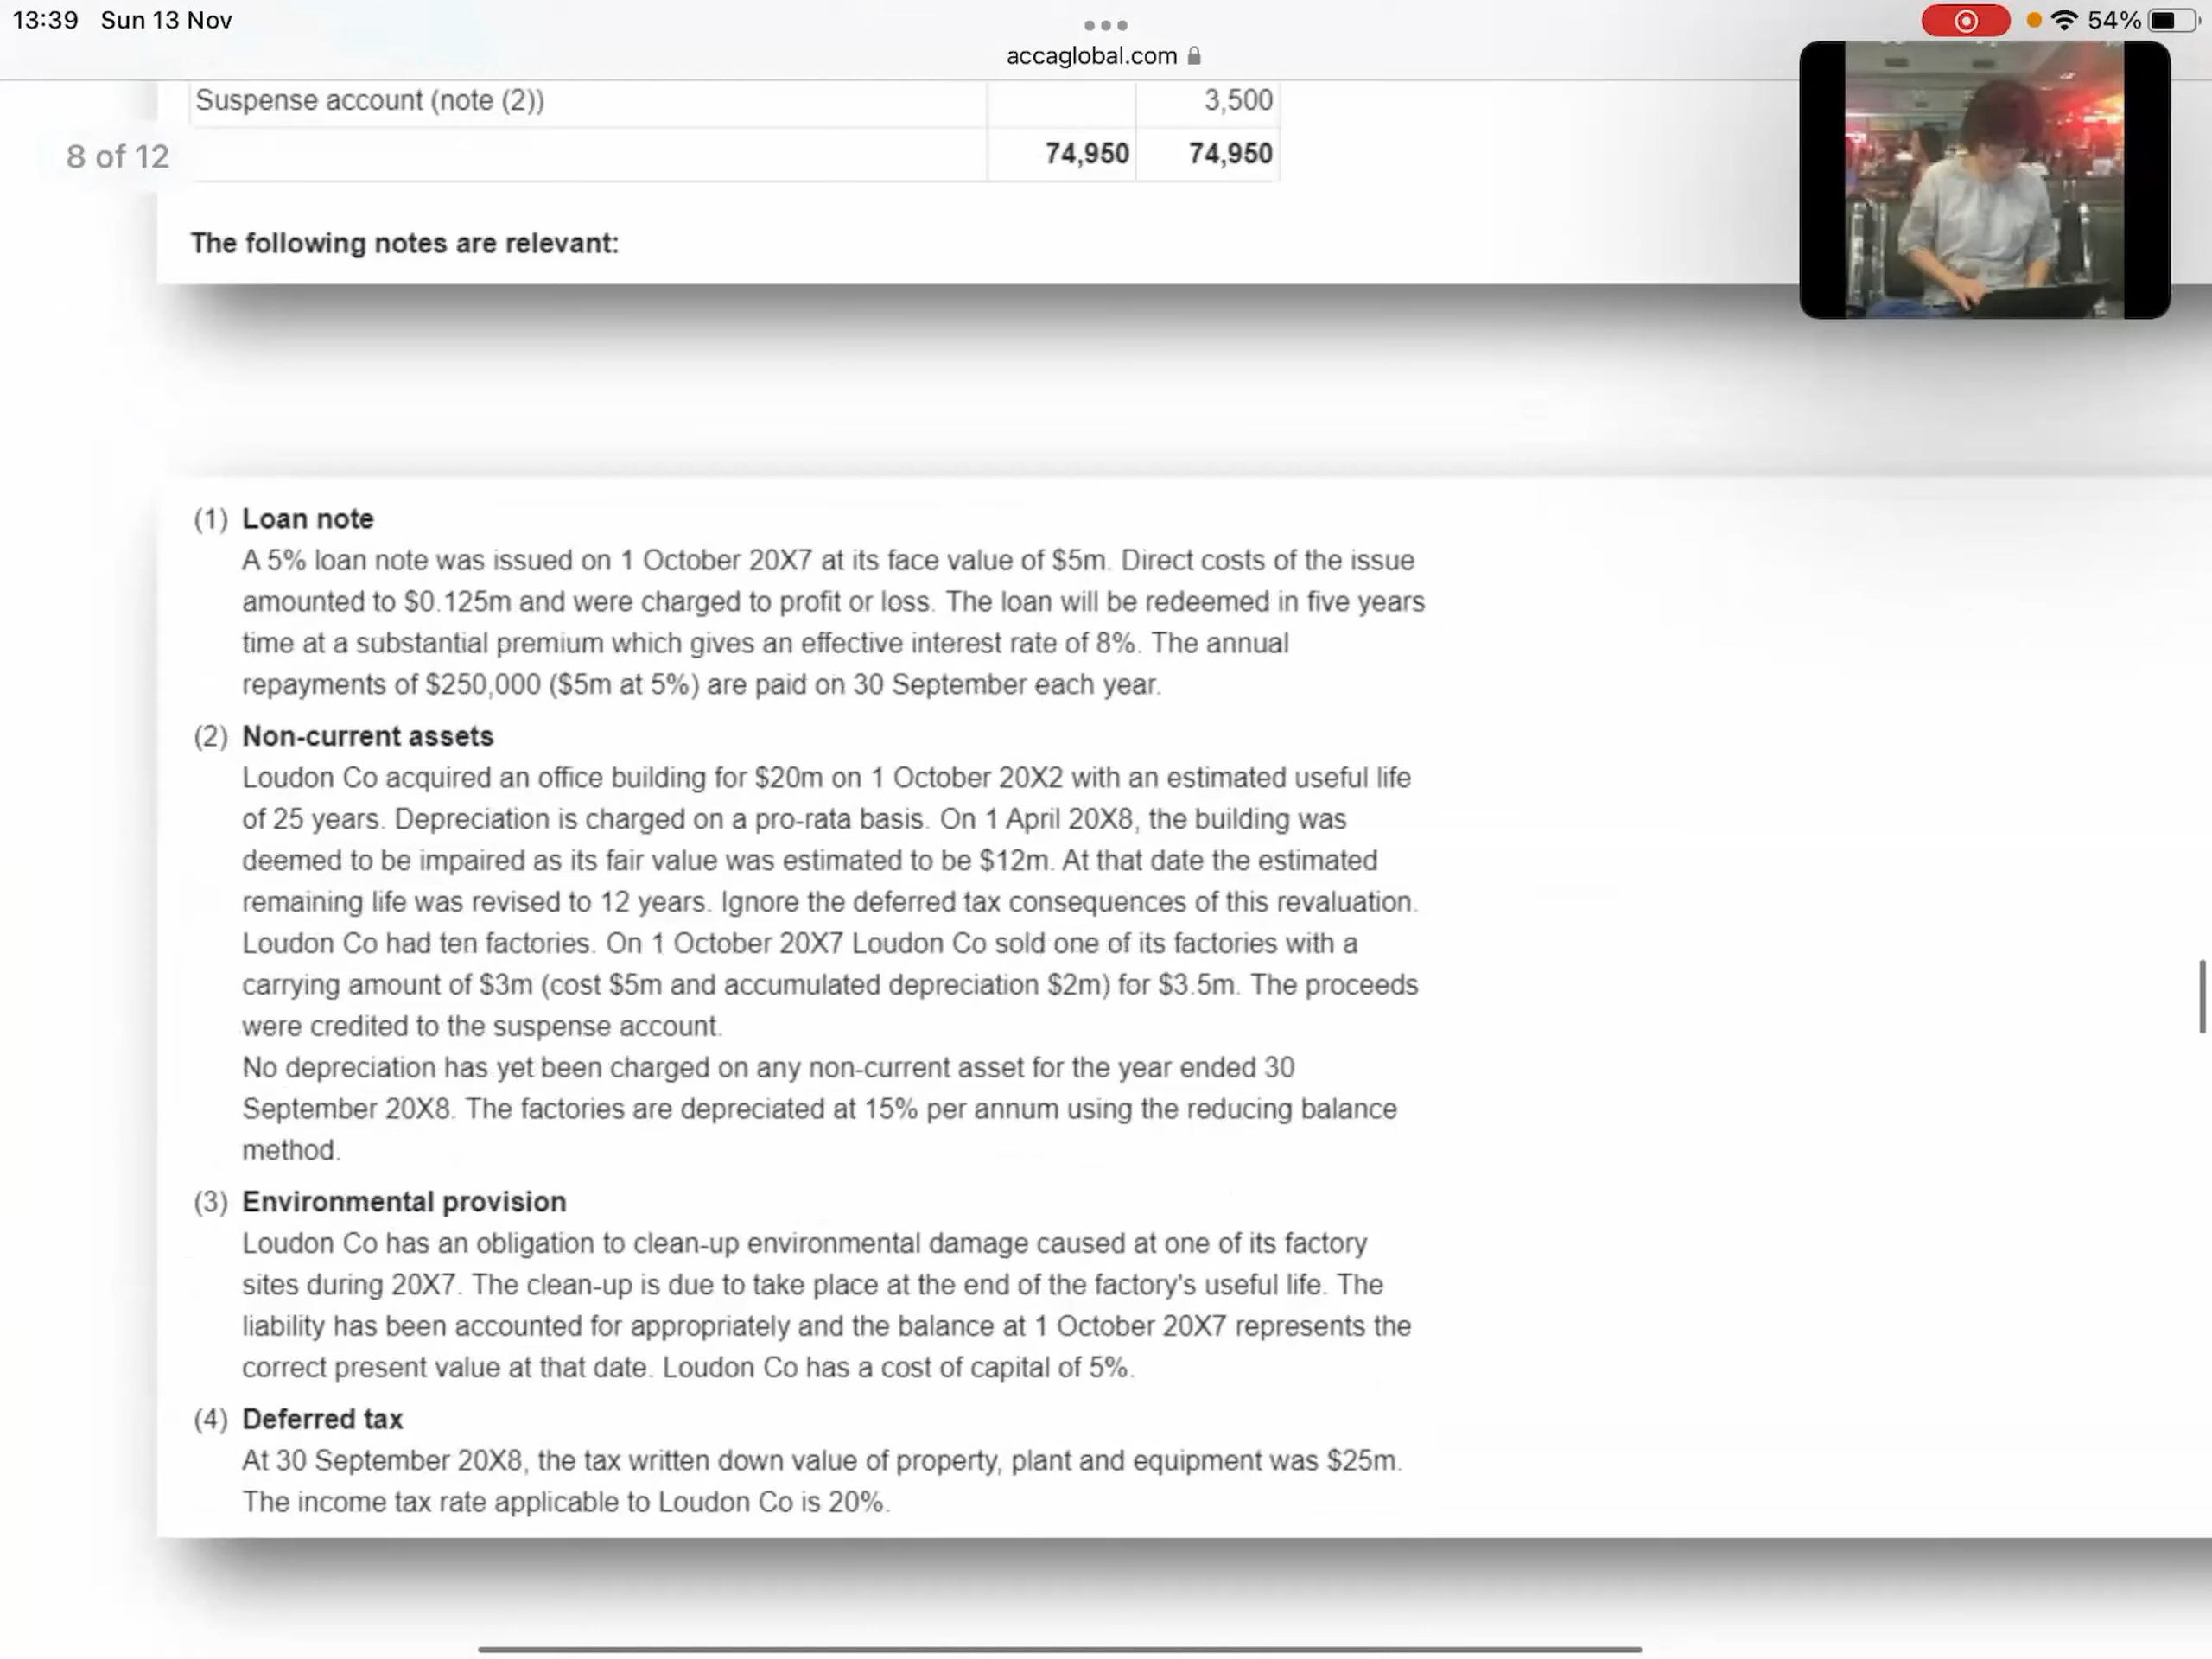 13:39 Sun 13 Nov
accaglobal.com
54%
Suspense account (note (2)) 3,500
8 of 12
74,950 74,950
The following notes are relevant:
(1) Loan note
A 5% loan note was issued on 1 October 20X7 at its face value of $5m. Direct costs of the issue
amounted to $0.125m and were charged to profit or loss. The loan will be redeemed in five years
time at a substantial premium which gives an effective interest rate of 8%. The annual
repayments of $250,000 ($5m at 5%) are paid on 30 September each year.
(2) Non-current assets
Loudon Co acquired an office building for $20m on 1 October 20X2 with an estimated useful life
of 25 years. Depreciation is charged on a pro-rata basis. On 1 April 20X8, the building was
deemed to be impaired as its fair value was estimated to be $12m. At that date the estimated
remaining life was revised to 12 years. Ignore the deferred tax consequences of this revaluation.
Loudon Co had ten factories. On 1 October 20X7 Loudon Co sold one of its factories with a
carrying amount of $3m (cost $5m and accumulated depreciation $2m) for $3.5m. The proceeds
were credited to the suspense account.
No depreciation has yet been charged on any non-current asset for the year ended 30
September 20X8. The factories are depreciated at 15% per annum using the reducing balance
method.
(3) Environmental provision
Loudon Co has an obligation to clean-up environmental damage caused at one of its factory
sites during 20X7. The clean-up is due to take place at the end of the factory's useful life. The
liability has been accounted for appropriately and the balance at 1 October 20X7 represents the
correct present value at that date. Loudon Co has a cost of capital of 5%.
(4) Deferred tax
At 30 September 20X8, the tax written down value of property, plant and equipment was $25m.
The income tax rate applicable to Loudon Co is 20%.